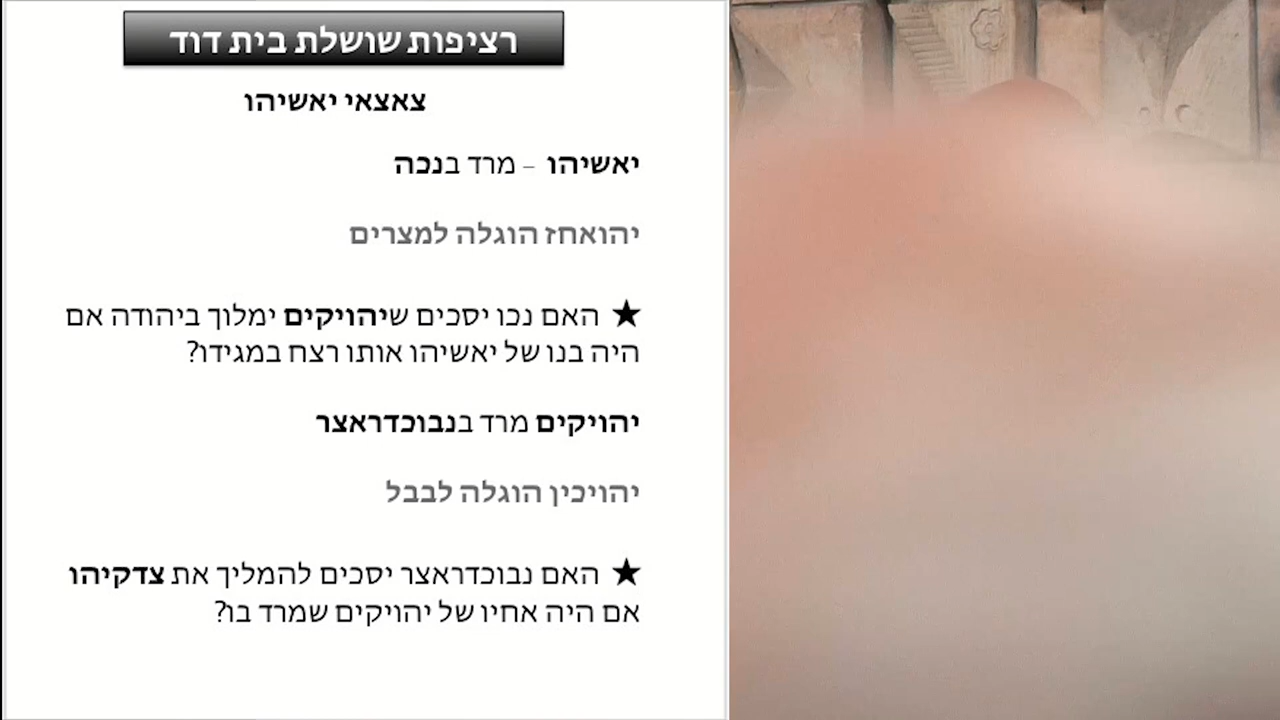 רציפות שושלת בית דוד
צאצאי יאשיהו
יאשיהו – מרד בנכה
יהואחז הוגלה למצרים
★ האם נכו יסכים שיהויקים ימלוך ביהודה אם
היה בנו של יאשיהו אותו רצח במגידו?
יהויקים מרד בנבוכדראצר
יהויכין הוגלה לבבל
★ האם נבוכדראצר יסכים להמליך את צדקיהו
אם היה אחיו של יהויקים שמרד בו?